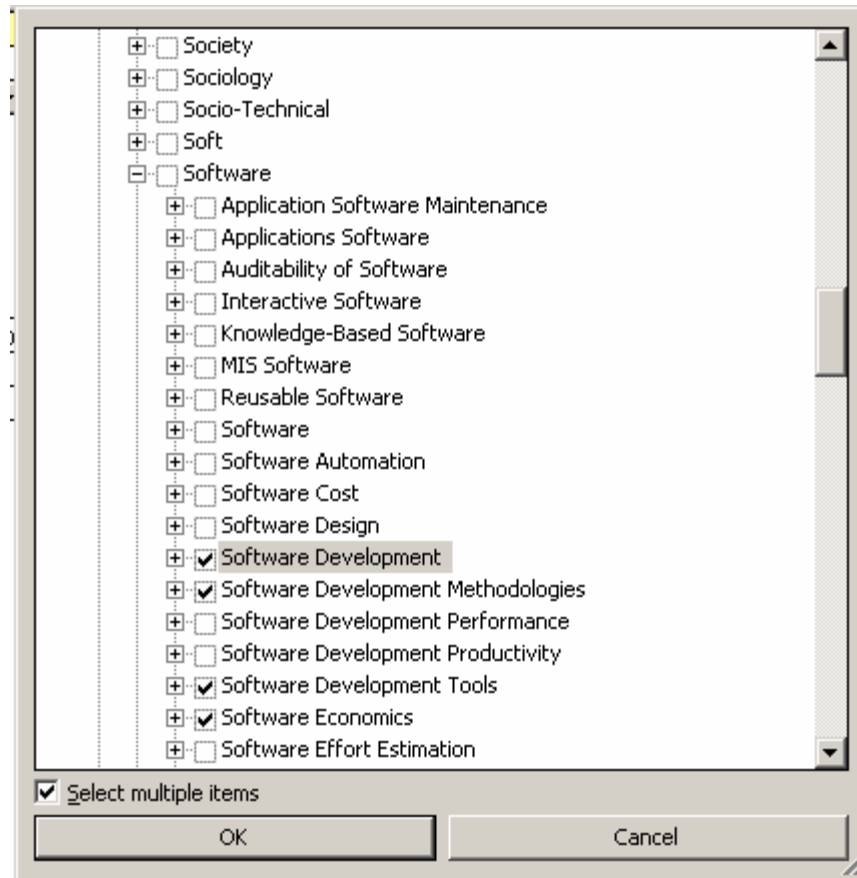 Society
Sociology
Socio-Technical
Soft
Software
Application Software Maintenance
Applications Software
Auditability of Software
Interactive Software
Knowledge-Based Software
MIS Software
Reusable Software
Software
Software Automation
Software Cost
Software Design
Software Development
Software Development Methodologies
Software Development Performance
Software Development Productivity
Software Development Tools
Software Economics
Software Effort Estimation
Select multiple items
OK Cancel